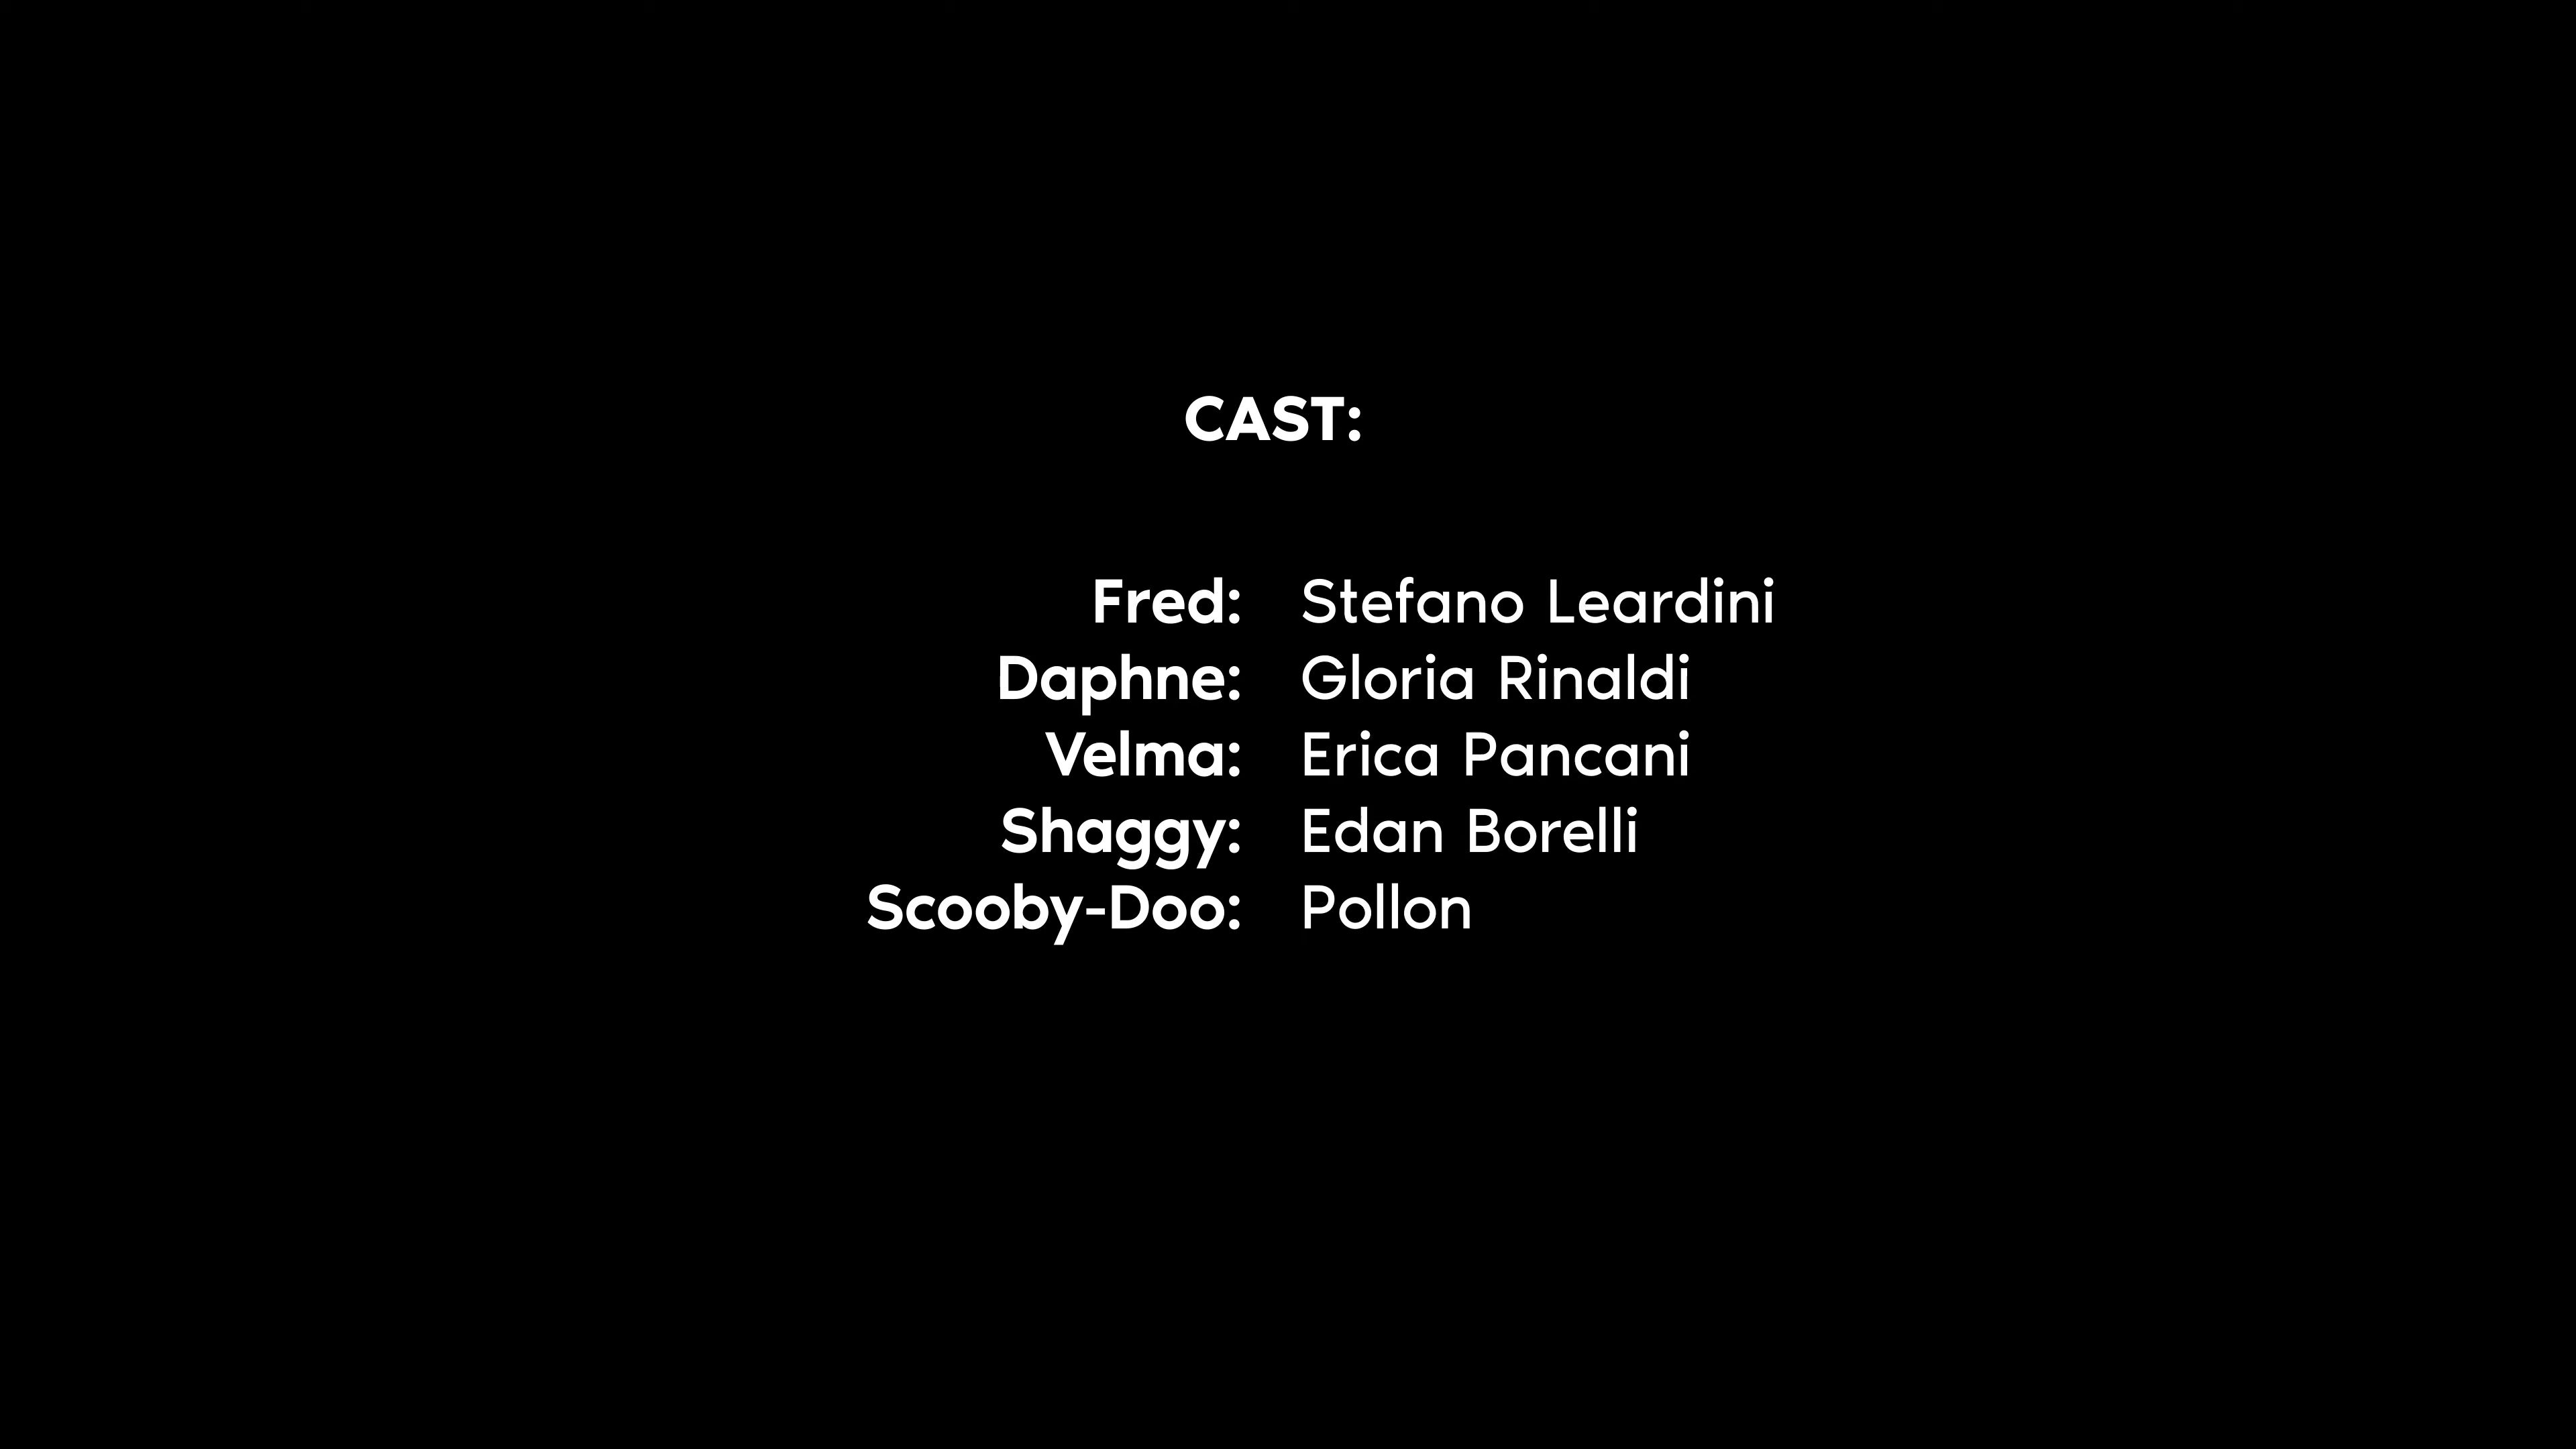 CAST:
Fred: Stefano Leardini
Daphne: Gloria Rinaldi
Velma: Erica Pancani
Shaggy: Edan Borelli
Scooby-Doo: Pollon